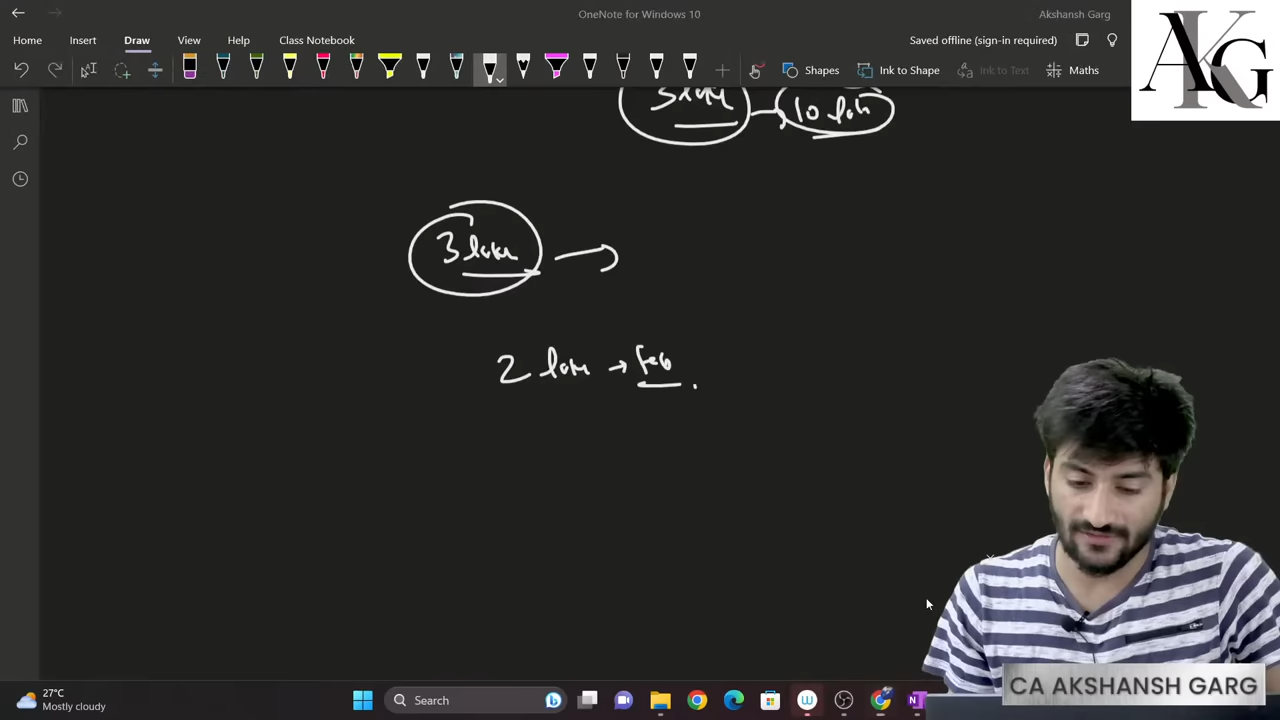 OneNote for Windows 10
Akshansh Garg
Home Insert Draw View Help Class Notebook
Saved offline (sign-in required)
Shapes Ink to Shape Ink to Text Maths
AKG
3 lakh 10 lakh
3 lakh
2 lakh → Feb
CA AKSHANSH GARG
27°C
Mostly cloudy
Search